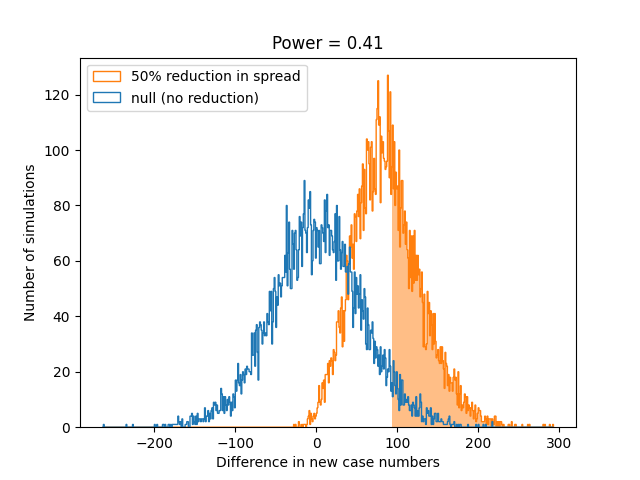 Power = 0.41
50% reduction in spread
null (no reduction)
Number of simulations
120
100
80
60
40
20
0
−200
−100
0
100
200
300
Difference in new case numbers